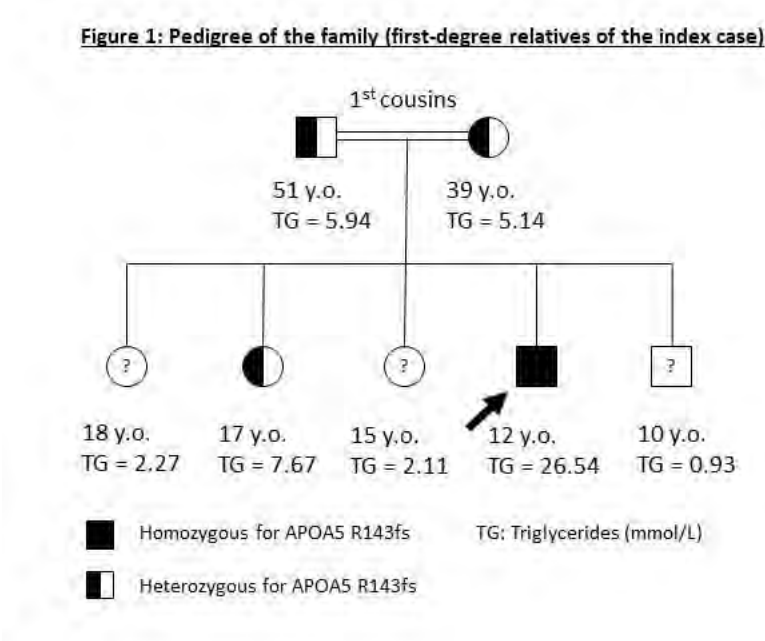 Figure 1: Pedigree of the family (first-degree relatives of the index case)
1st cousins
51 y.o. 39 y.o.
TG = 5.94 TG = 5.14
? ? ?
18 y.o. 17 y.o. 15 y.o. 12 y.o. 10 y.o.
TG = 2.27 TG = 7.67 TG = 2.11 TG = 26.54 TG = 0.93
Homozygous for APOA5 R143fs TG: Triglycerides (mmol/L)
Heterozygous for APOA5 R143fs